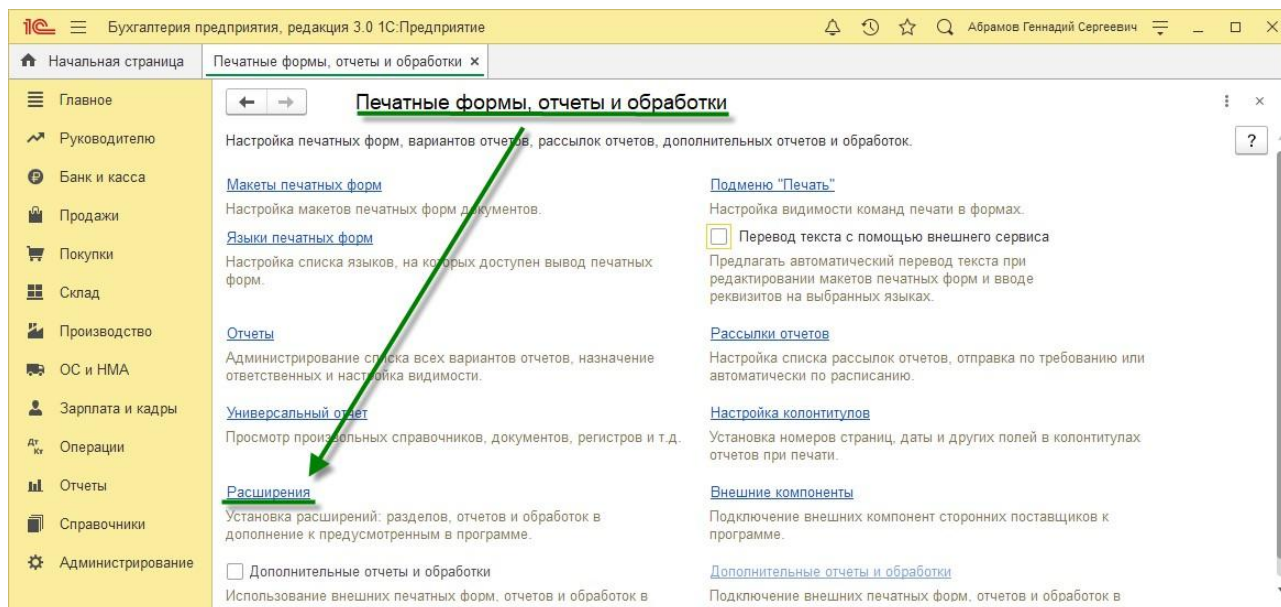 1С Бухгалтерия предприятия, редакция 3.0 1С:Предприятие Абрамов Геннадий Сергеевич
Начальная страница Печатные формы, отчеты и обработки ×
Главное
Руководителю
Банк и касса
Продажи
Покупки
Склад
Производство
ОС и НМА
Зарплата и кадры
Дт Кт Операции
Отчеты
Справочники
Администрирование
Печатные формы, отчеты и обработки
Настройка печатных форм, вариантов отчетов, рассылок отчетов, дополнительных отчетов и обработок.
?
Макеты печатных форм
Настройка макетов печатных форм документов.
Языки печатных форм
Настройка списка языков, на которых доступен вывод печатных
форм.
Отчеты
Администрирование списка всех вариантов отчетов, назначение
ответственных и настройка видимости.
Универсальный отчет
Просмотр произвольных справочников, документов, регистров и т.д.
Расширения
Установка расширений: разделов, отчетов и обработок в
дополнение к предусмотренным в программе.
Дополнительные отчеты и обработки
Использование внешних печатных форм, отчетов и обработок в
Подменю "Печать"
Настройка видимости команд печати в формах.
Перевод текста с помощью внешнего сервиса
Предлагать автоматический перевод текста при
редактировании макетов печатных форм и вводе
реквизитов на выбранных языках.
Рассылки отчетов
Настройка списка рассылок отчетов, отправка по требованию или
автоматически по расписанию.
Настройка колонтитулов
Установка номеров страниц, даты и других полей в колонтитулах
отчетов при печати.
Внешние компоненты
Подключение внешних компонент сторонних поставщиков к
программе.
Дополнительные отчеты и обработки
Подключение внешних печатных форм, отчетов и обработок в